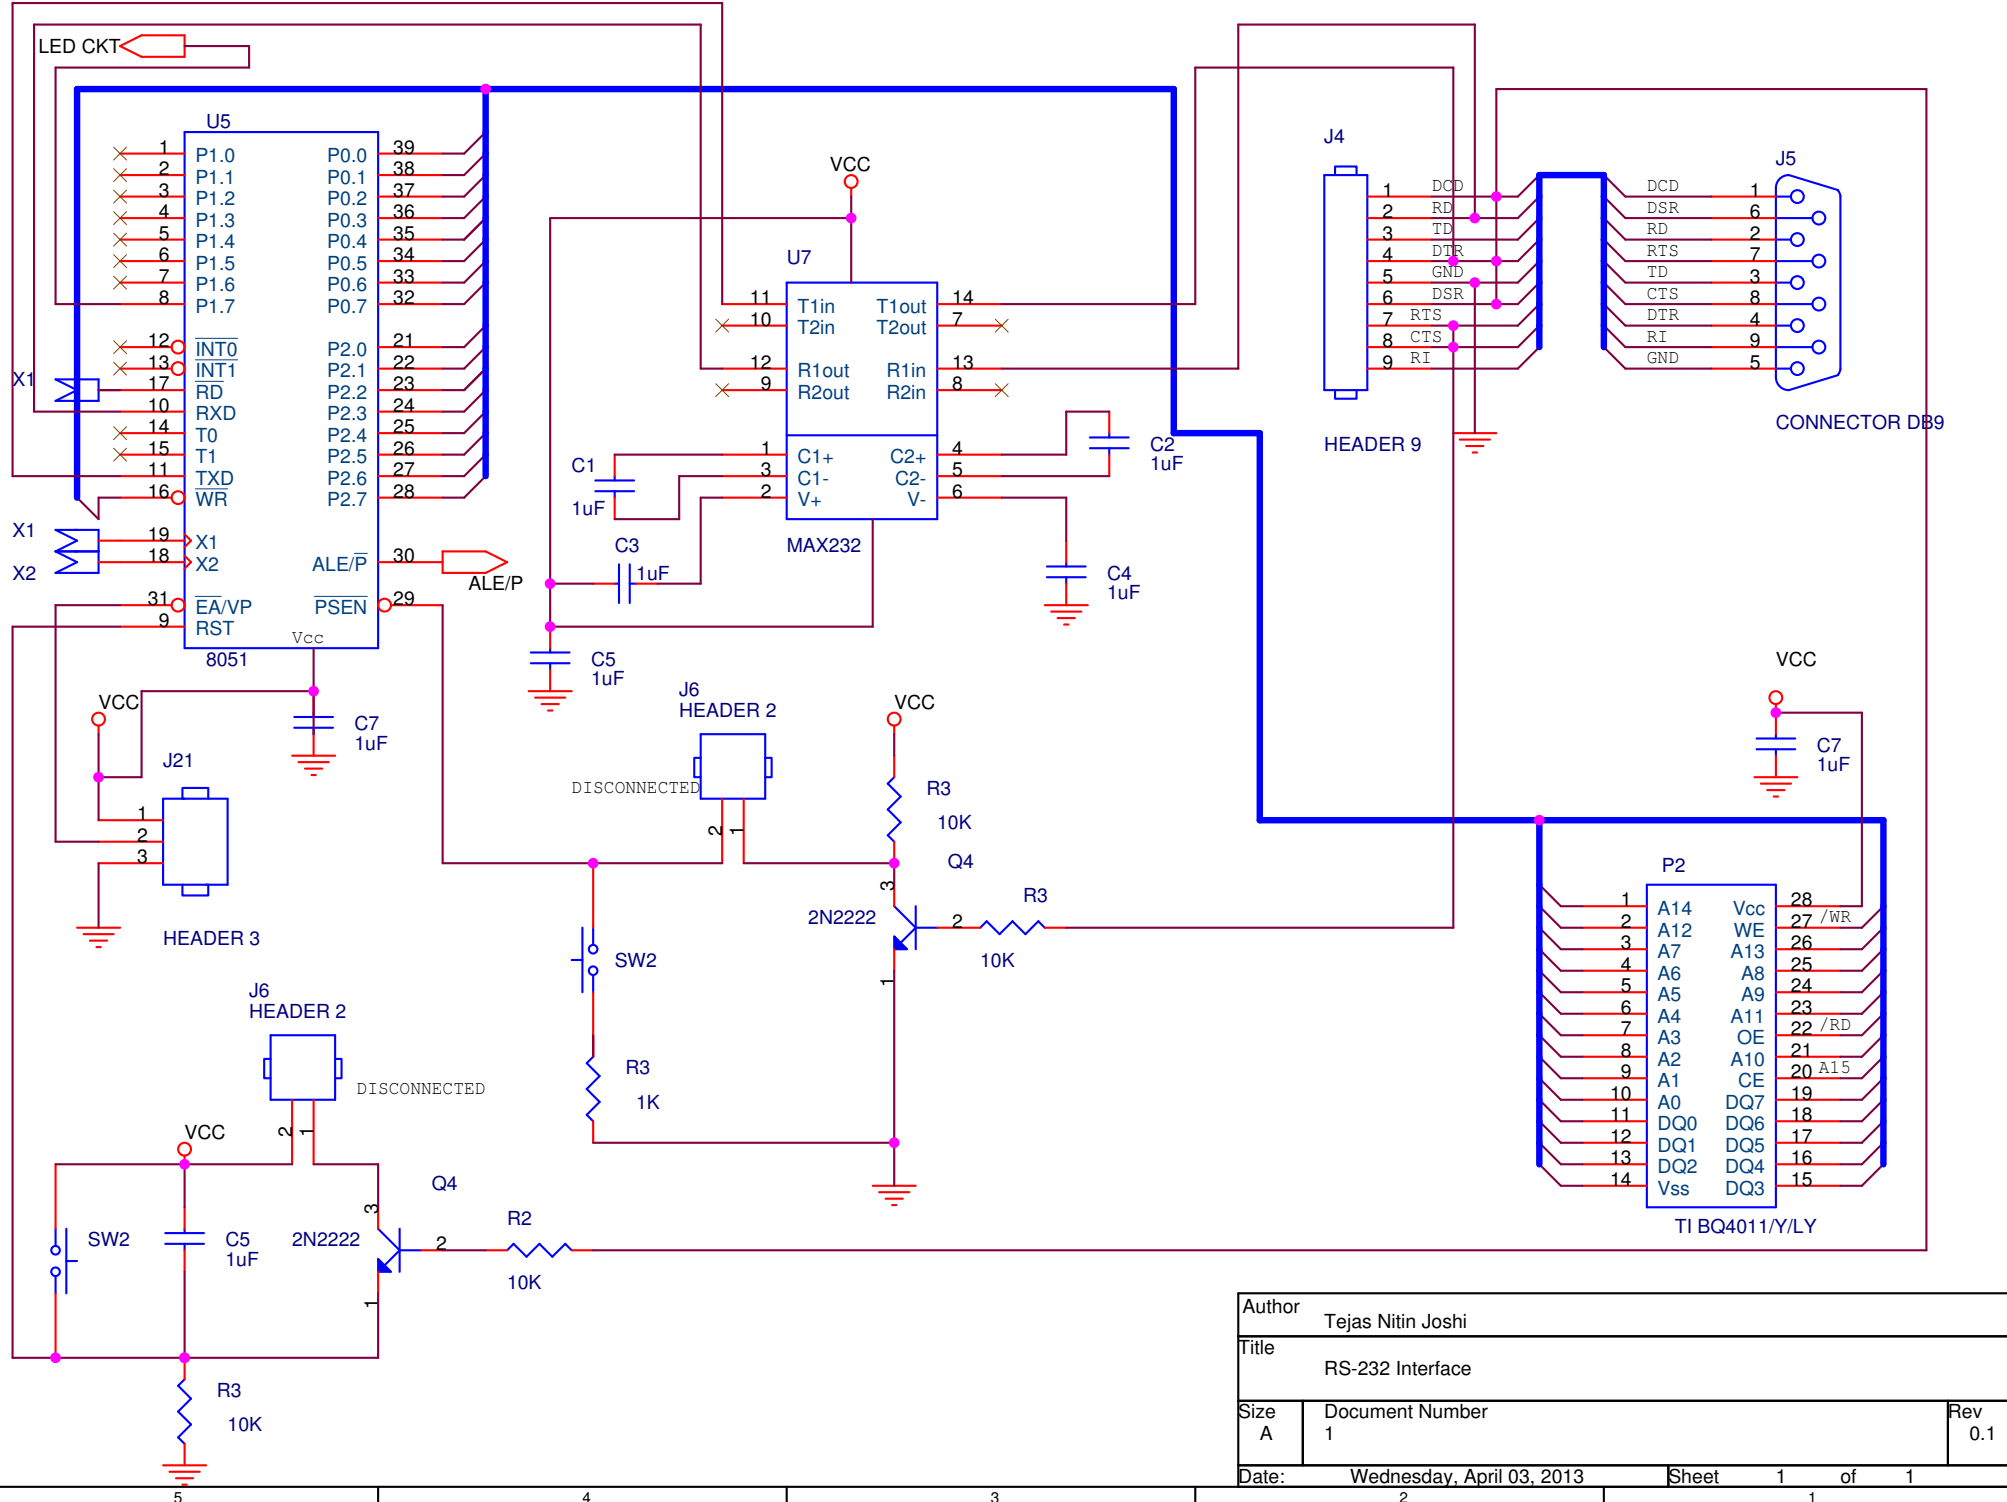 LED CKT
U5
1 P1.0 P0.0 39
2 P1.1 P0.1 38
3 P1.2 P0.2 37
4 P1.3 P0.3 36
5 P1.4 P0.4 35
6 P1.5 P0.5 34
7 P1.6 P0.6 33
8 P1.7 P0.7 32
12 INT0 P2.0 21
13 INT1 P2.1 22
X1 17 RD P2.2 23
10 RXD P2.3 24
14 T0 P2.4 25
15 T1 P2.5 26
11 TXD P2.6 27
16 WR P2.7 28
X1 19 X1
X2 18 X2 ALE/P 30 ALE/P
31 EA/VP PSEN 29
9 RST
Vcc
8051
VCC
C7
1uF
J21
1
2
3
HEADER 3
VCC
U7
11 T1in T1out 14
10 T2in T2out 7
12 R1out R1in 13
9 R2out R2in 8
1 C1+ C2+ 4
3 C1- C2- 5
2 V+ V- 6
MAX232
C1
1uF
C2
1uF
C3
1uF
C4
1uF
C5
1uF
J4
1 DCD
2 RD
3 TD
4 DTR
5 GND
6 DSR
7 RTS
8 CTS
9 RI
HEADER 9
J5
DCD 1
DSR 6
RD 2
RTS 7
TD 3
CTS 8
DTR 4
RI 9
GND 5
CONNECTOR DB9
J6
HEADER 2
DISCONNECTED
2 1
VCC
R3
10K
Q4
3
2N2222
2
1
R3
10K
SW2
R3
1K
VCC
C7
1uF
P2
1 A14 Vcc 28
2 A12 WE 27 /WR
3 A7 A13 26
4 A6 A8 25
5 A5 A9 24
6 A4 A11 23
7 A3 OE 22 /RD
8 A2 A10 21
9 A1 CE 20 A15
10 A0 DQ7 19
11 DQ0 DQ6 18
12 DQ1 DQ5 17
13 DQ2 DQ4 16
14 Vss DQ3 15
TI BQ4011/Y/LY
J6
HEADER 2
DISCONNECTED
2 1
VCC
SW2
C5
1uF
Q4
3
2N2222
2
1
R2
10K
R3
10K
Author
Tejas Nitin Joshi
Title
RS-232 Interface
Size
A
Document Number
1
Rev
0.1
Date: Wednesday, April 03, 2013 Sheet 1 of 1
5 4 3 2 1